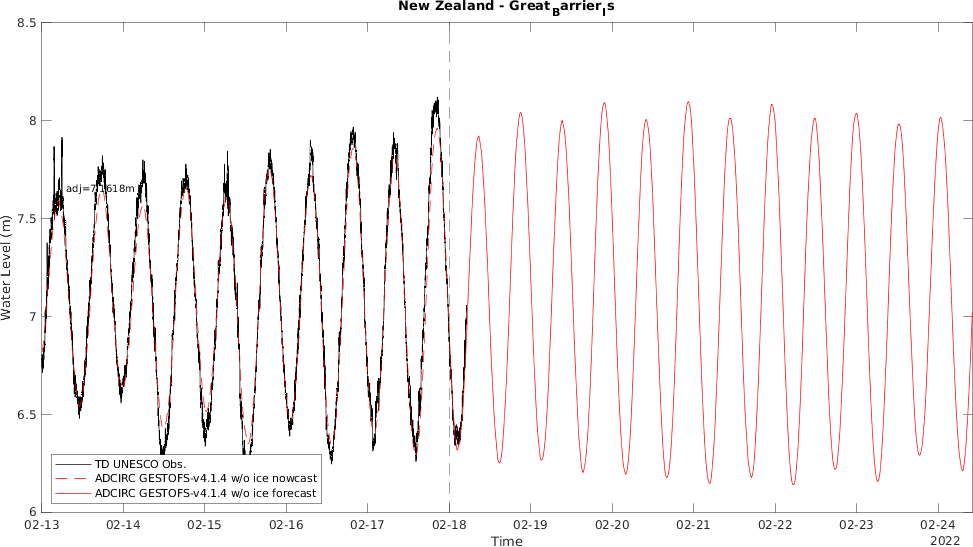 New Zealand - Great_Barrier_Is
8.5
8
7.5
7
6.5
6
Water Level (m)
adj=7.1618m
TD UNESCO Obs.
ADCIRC GESTOFS-v4.1.4 w/o ice nowcast
ADCIRC GESTOFS-v4.1.4 w/o ice forecast
02-13 02-14 02-15 02-16 02-17 02-18 02-19 02-20 02-21 02-22 02-23 02-24
Time
2022